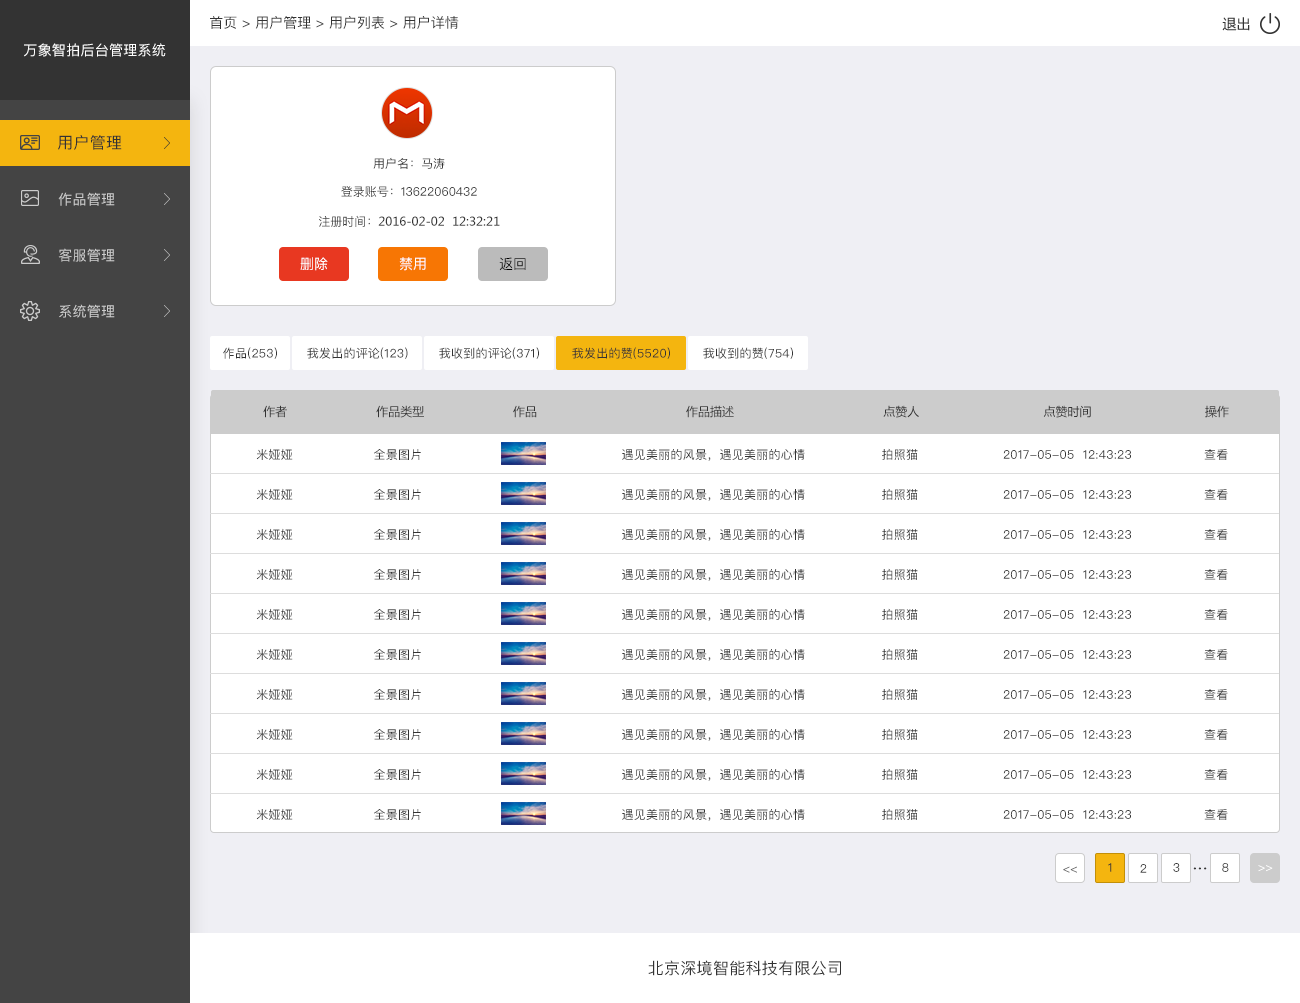 万象智拍后台管理系统
首页 > 用户管理 > 用户列表 > 用户详情
退出
用户管理
作品管理
客服管理
系统管理
用户名：马涛
登录账号：13622060432
注册时间：2016-02-02 12:32:21
删除 禁用 返回
作品(253) 我发出的评论(123) 我收到的评论(371) 我发出的赞(5520) 我收到的赞(754)
作者 作品类型 作品 作品描述 点赞人 点赞时间 操作
米娅娅 全景图片 遇见美丽的风景，遇见美丽的心情 拍照猫 2017-05-05 12:43:23 查看
米娅娅 全景图片 遇见美丽的风景，遇见美丽的心情 拍照猫 2017-05-05 12:43:23 查看
米娅娅 全景图片 遇见美丽的风景，遇见美丽的心情 拍照猫 2017-05-05 12:43:23 查看
米娅娅 全景图片 遇见美丽的风景，遇见美丽的心情 拍照猫 2017-05-05 12:43:23 查看
米娅娅 全景图片 遇见美丽的风景，遇见美丽的心情 拍照猫 2017-05-05 12:43:23 查看
米娅娅 全景图片 遇见美丽的风景，遇见美丽的心情 拍照猫 2017-05-05 12:43:23 查看
米娅娅 全景图片 遇见美丽的风景，遇见美丽的心情 拍照猫 2017-05-05 12:43:23 查看
米娅娅 全景图片 遇见美丽的风景，遇见美丽的心情 拍照猫 2017-05-05 12:43:23 查看
米娅娅 全景图片 遇见美丽的风景，遇见美丽的心情 拍照猫 2017-05-05 12:43:23 查看
米娅娅 全景图片 遇见美丽的风景，遇见美丽的心情 拍照猫 2017-05-05 12:43:23 查看
<< 1 2 3 ··· 8 >>
北京深境智能科技有限公司